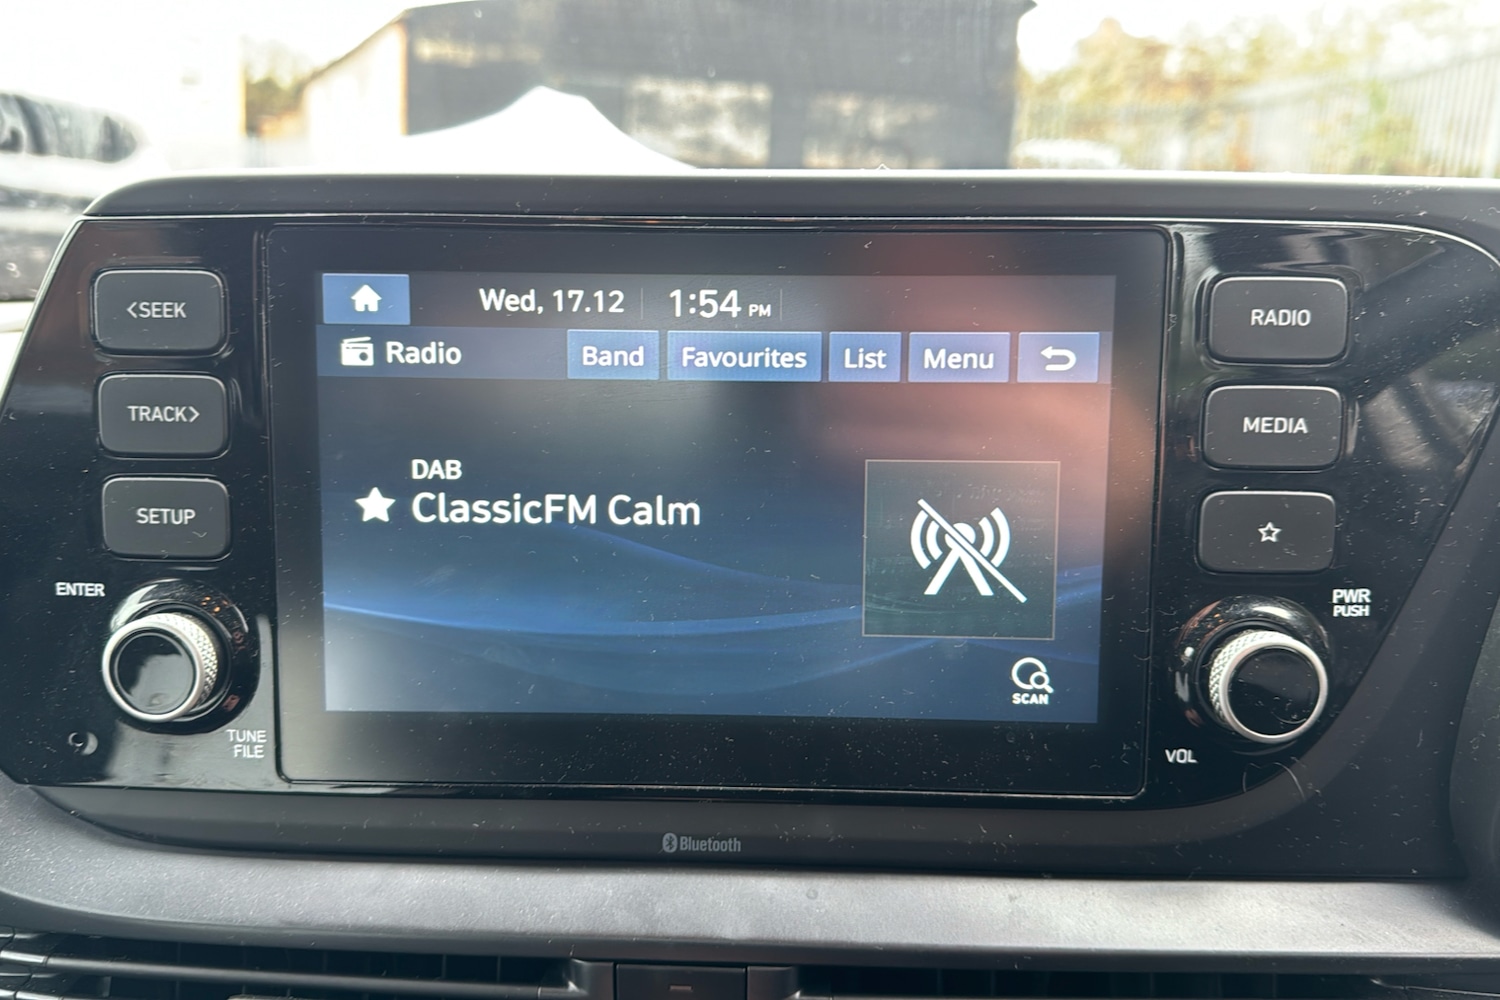 <SEEK
TRACK>
SETUP
ENTER
TUNE
FILE
Wed, 17.12 1:54 PM
Radio Band Favourites List Menu
DAB
ClassicFM Calm
SCAN
RADIO
MEDIA
PWR
PUSH
VOL
Bluetooth